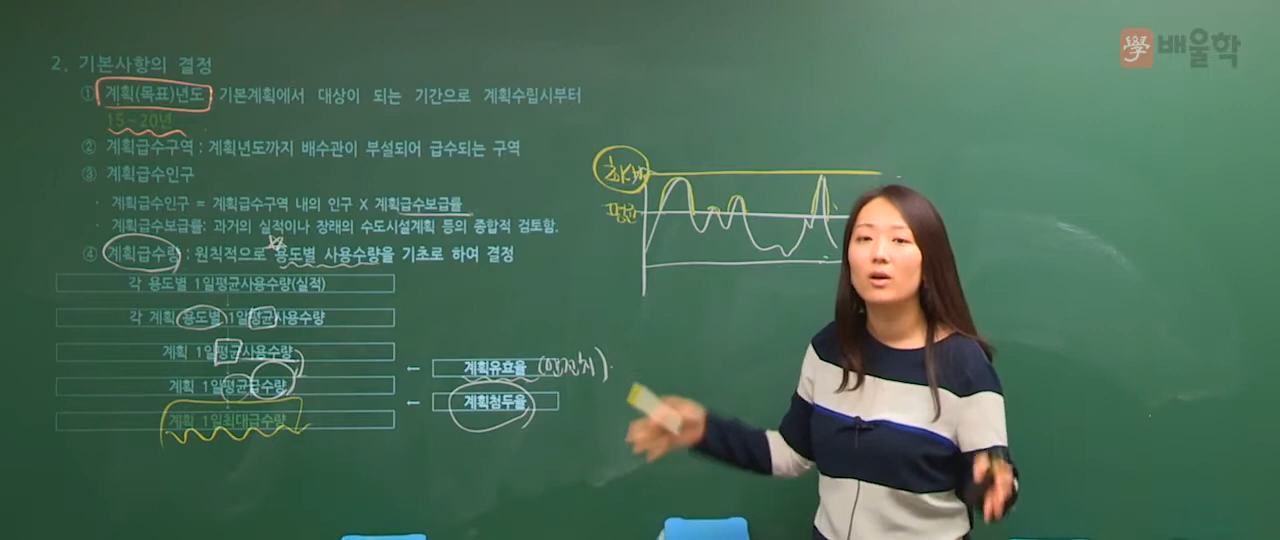 學 배울학
2. 기본사항의 결정
① 계획(목표)년도 : 기본계획에서 대상이 되는 기간으로 계획수립시부터
15~20년
② 계획급수구역 : 계획년도까지 배수관이 부설되어 급수되는 구역
③ 계획급수인구
· 계획급수인구 = 계획급수구역 내의 인구 X 계획급수보급률
· 계획급수보급률: 과거의 실적이나 장래의 수도시설계획 등의 종합적 검토함.
④ 계획급수량 : 원칙적으로 용도별 사용수량을 기초로 하여 결정
각 용도별 1일평균사용수량(실적)
각 계획 용도별 1일평균사용수량
계획 1일평균사용수량
계획 1일평균급수량
계획 1일최대급수량
← 계획유효율 (안전치).
← 계획첨두율
평균